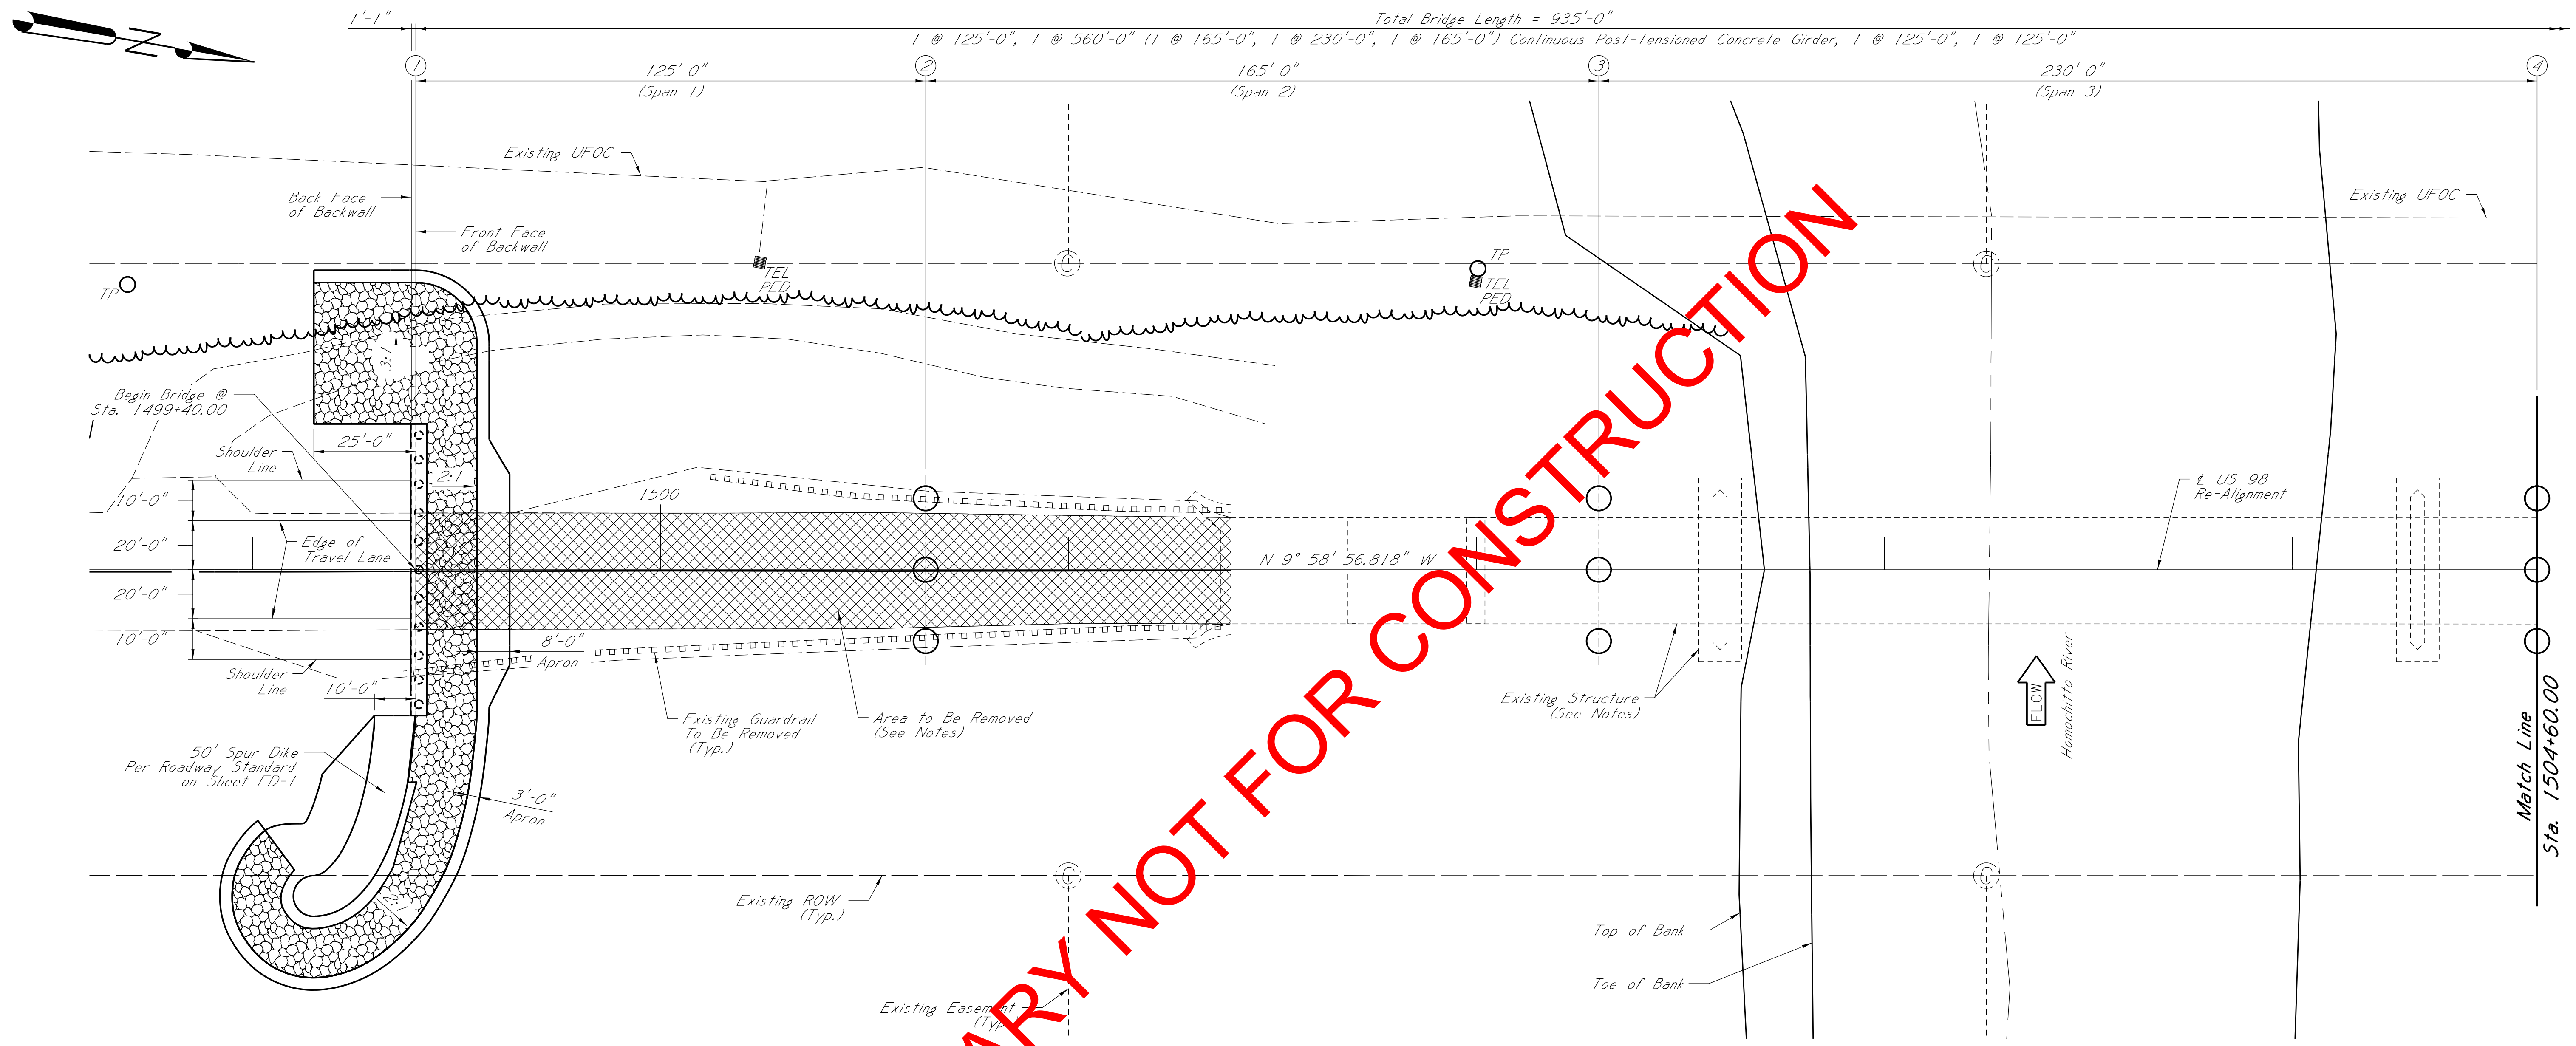 N
1'-1"
Total Bridge Length = 935'-0"
1 @ 125'-0", 1 @ 560'-0" (1 @ 165'-0", 1 @ 230'-0", 1 @ 165'-0") Continuous Post-Tensioned Concrete Girder, 1 @ 125'-0", 1 @ 125'-0"
1
125'-0"
(Span 1)
2
165'-0"
(Span 2)
3
230'-0"
(Span 3)
4
Existing UFOC
Back Face
of Backwall
Front Face
of Backwall
Existing UFOC
TP
TEL
PED
C
TP
TEL
PED
C
3:1
Begin Bridge @
Sta. 1499+40.00
25'-0"
Shoulder
Line
2:1
10'-0"
20'-0"
Edge of
Travel Lane
20'-0"
10'-0"
Shoulder
Line
10'-0"
1500
N 9° 58' 56.818" W
℄ US 98
Re-Alignment
8'-0"
Apron
Existing Guardrail
To Be Removed
(Typ.)
Area to Be Removed
(See Notes)
Existing Structure
(See Notes)
FLOW
Homochitto River
50' Spur Dike
Per Roadway Standard
on Sheet ED-1
3'-0"
Apron
2:1
Existing ROW
(Typ.)
C
C
Top of Bank
Toe of Bank
Existing Easement
(Typ.)
Match Line
Sta. 1504+60.00
ARY NOT FOR CONSTRUCTION